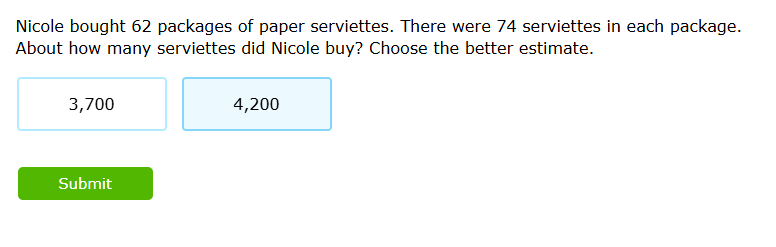 Nicole bought 62 packages of paper serviettes. There were 74 serviettes in each package.
About how many serviettes did Nicole buy? Choose the better estimate.
3,700
4,200
Submit